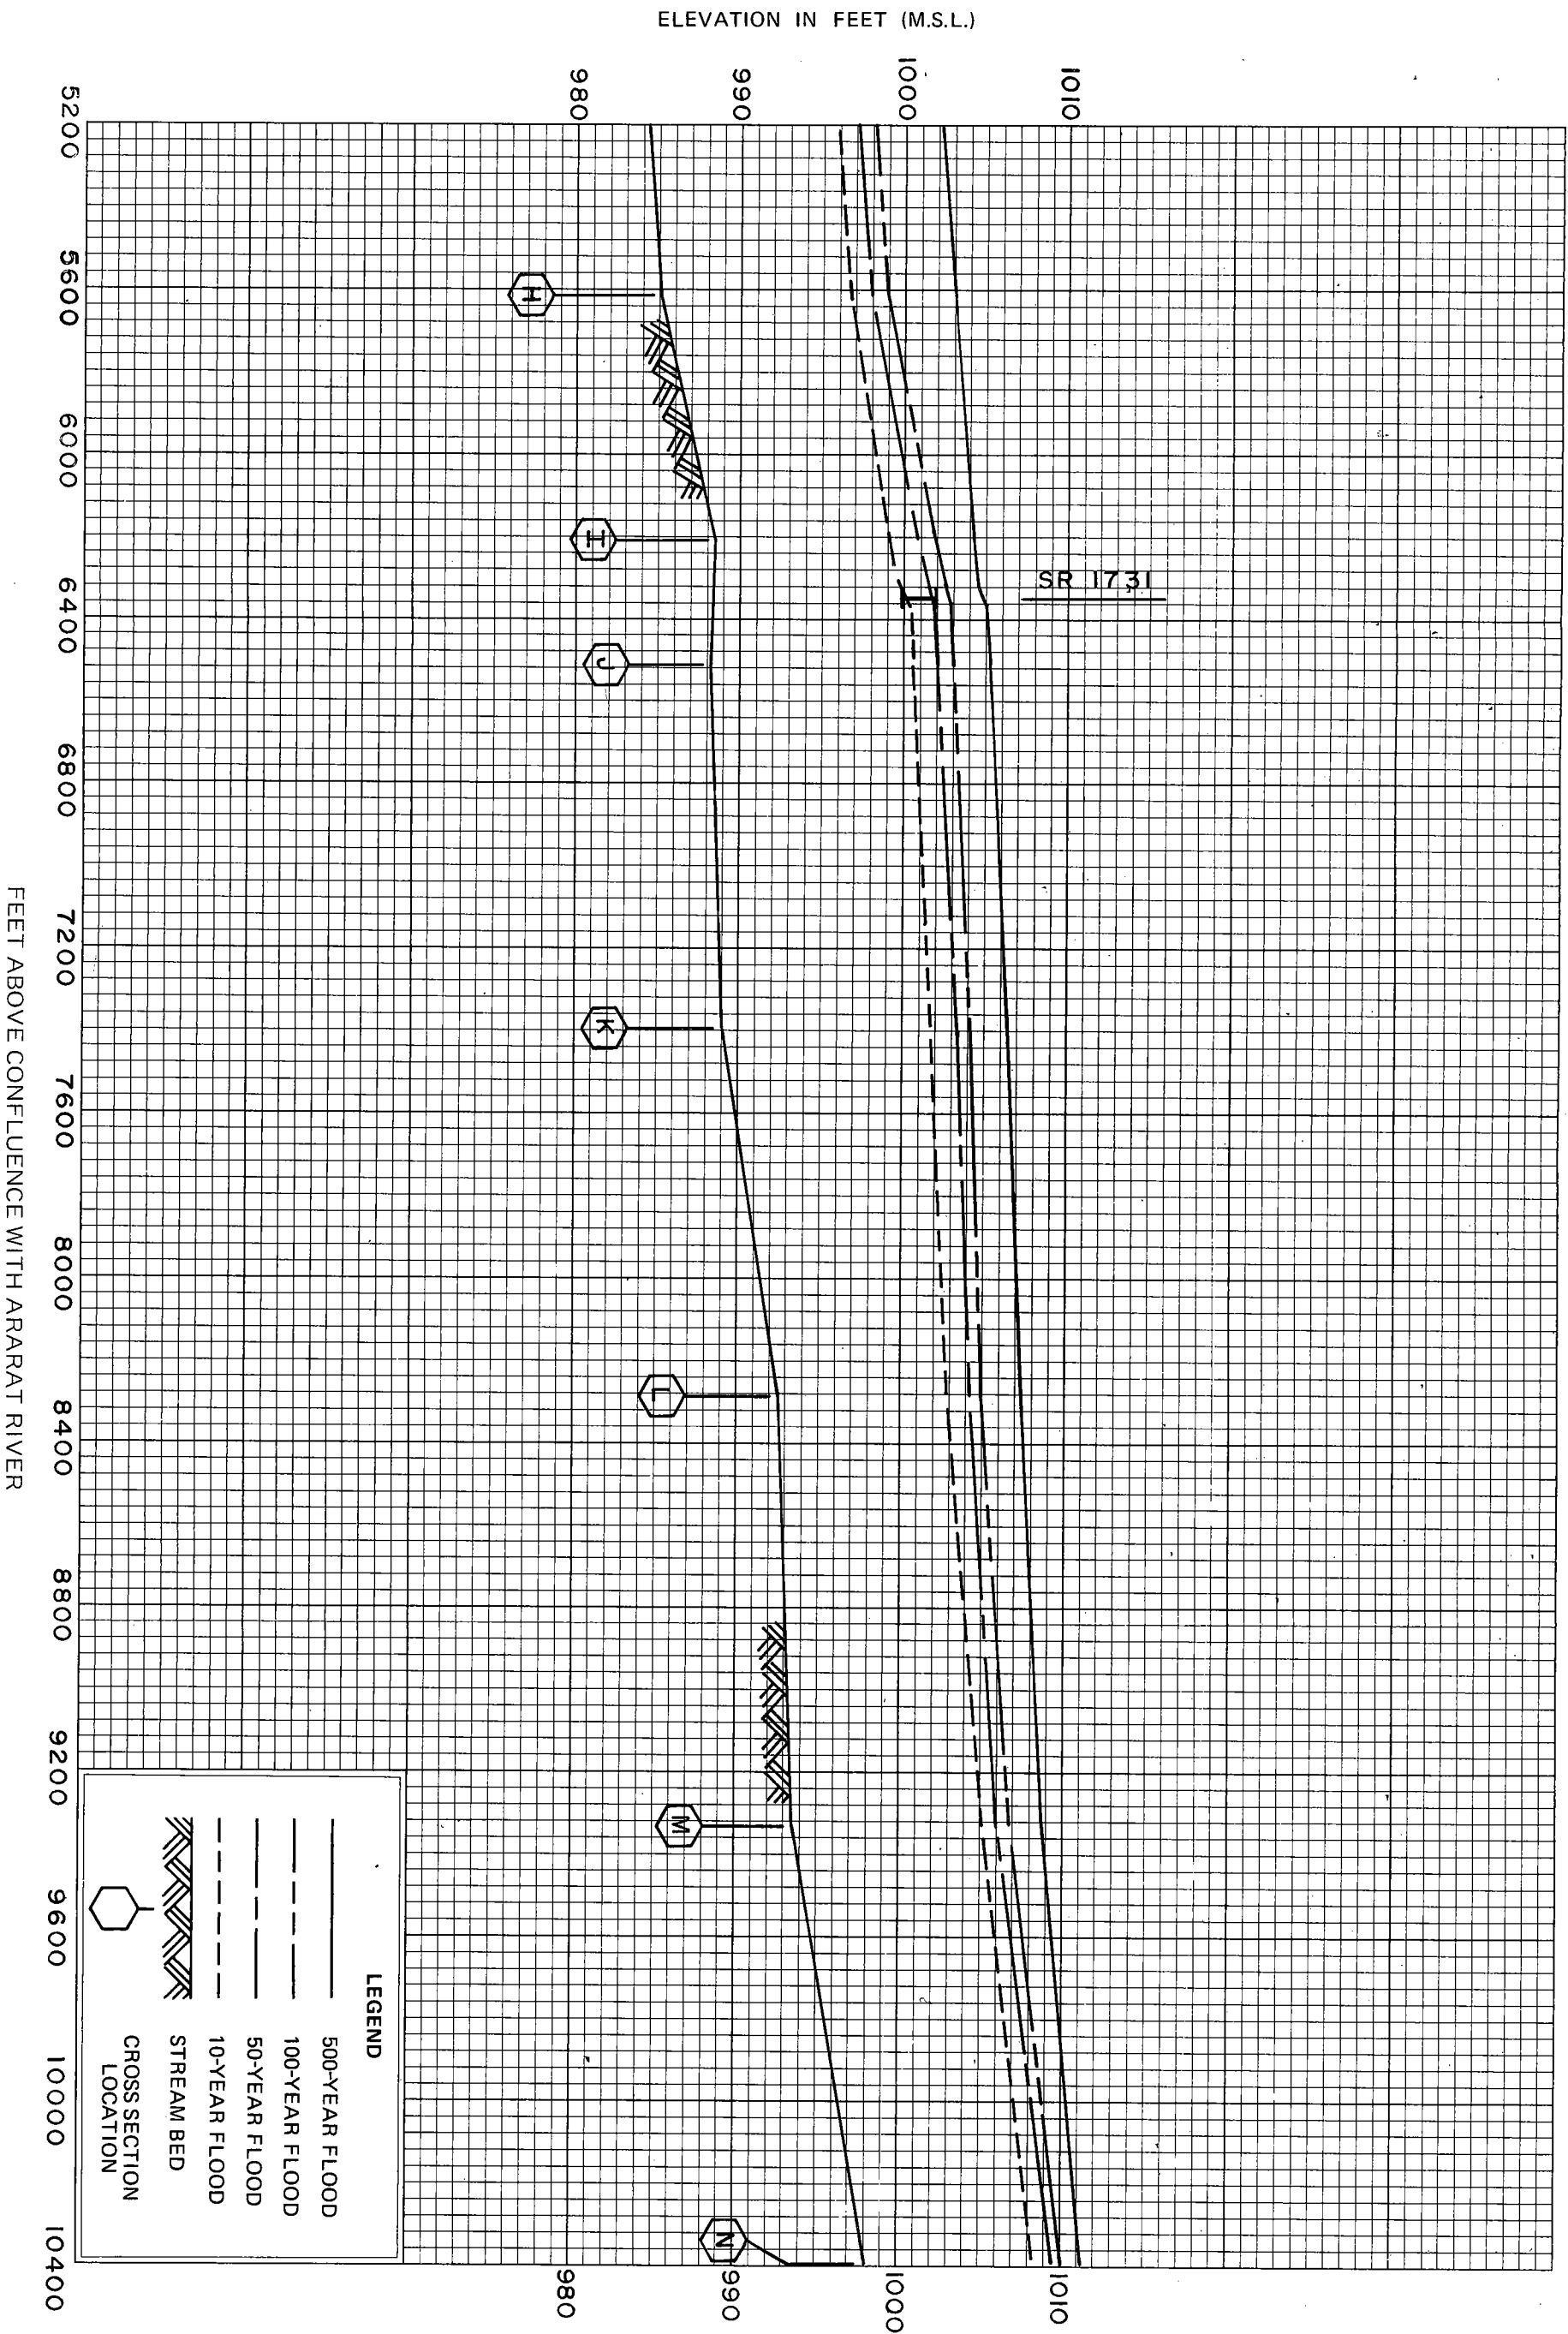 ELEVATION IN FEET (M.S.L.)
980
990
1000
1010
5200
5600
6000
6400
6800
7200
7600
8000
8400
8800
9200
9600
10000
10400
FEET ABOVE CONFLUENCE WITH ARARAT RIVER
SR 1731
H
I
J
K
L
M
N
980
990
1000
1010
LEGEND
500-YEAR FLOOD
100-YEAR FLOOD
50-YEAR FLOOD
10-YEAR FLOOD
STREAM BED
CROSS SECTION
LOCATION